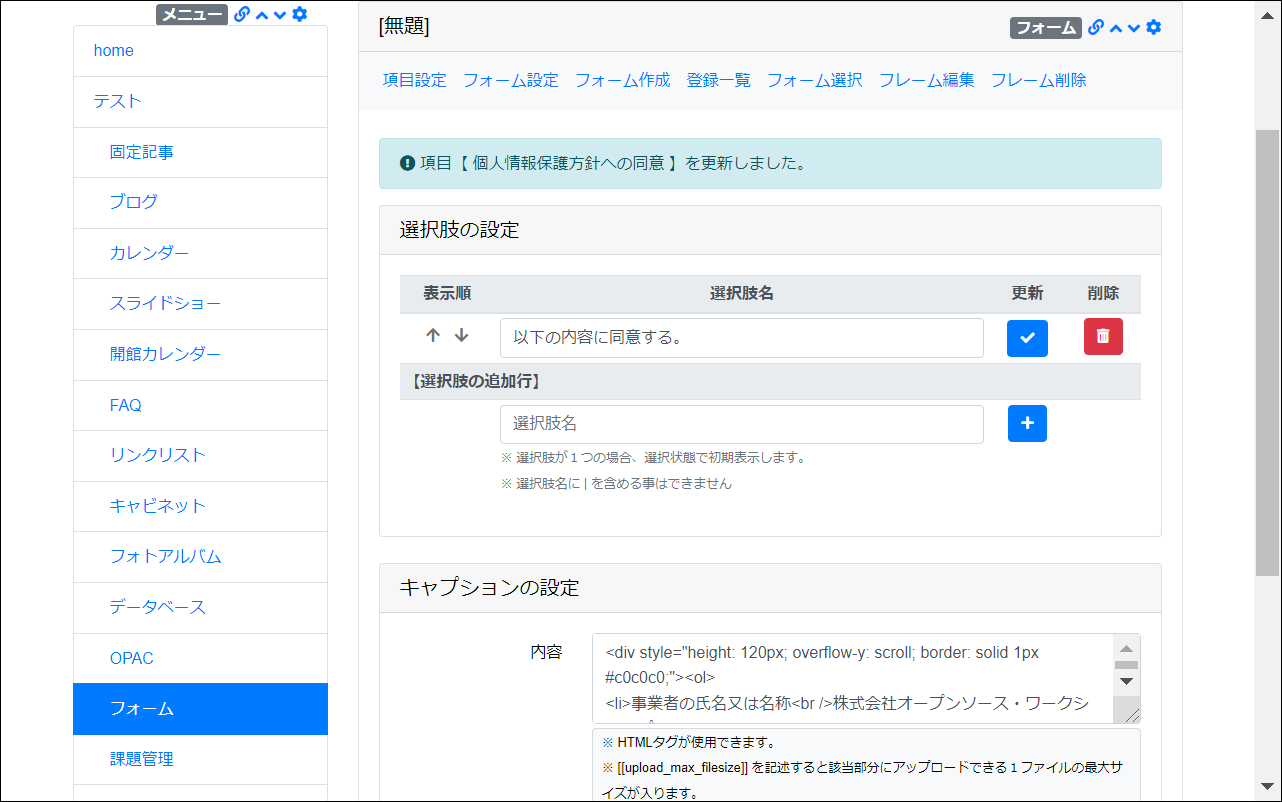 メニュー
home
テスト
固定記事
ブログ
カレンダー
スライドショー
開館カレンダー
FAQ
リンクリスト
キャビネット
フォトアルバム
データベース
OPAC
フォーム
課題管理
[無題]
フォーム
項目設定 フォーム設定 フォーム作成 登録一覧 フォーム選択 フレーム編集 フレーム削除
項目【 個人情報保護方針への同意 】を更新しました。
選択肢の設定
表示順 選択肢名 更新 削除
以下の内容に同意する。
【選択肢の追加行】
選択肢名
※ 選択肢が１つの場合、選択状態で初期表示します。
※ 選択肢名に | を含める事はできません
キャプションの設定
内容
<div style="height: 120px; overflow-y: scroll; border: solid 1px
#c0c0c0;"><ol>
<li>事業者の氏名又は名称<br />株式会社オープンソース・ワークシ
※ HTMLタグが使用できます。
※ [[upload_max_filesize]] を記述すると該当部分にアップロードできる１ファイルの最大サ
イズが入ります。